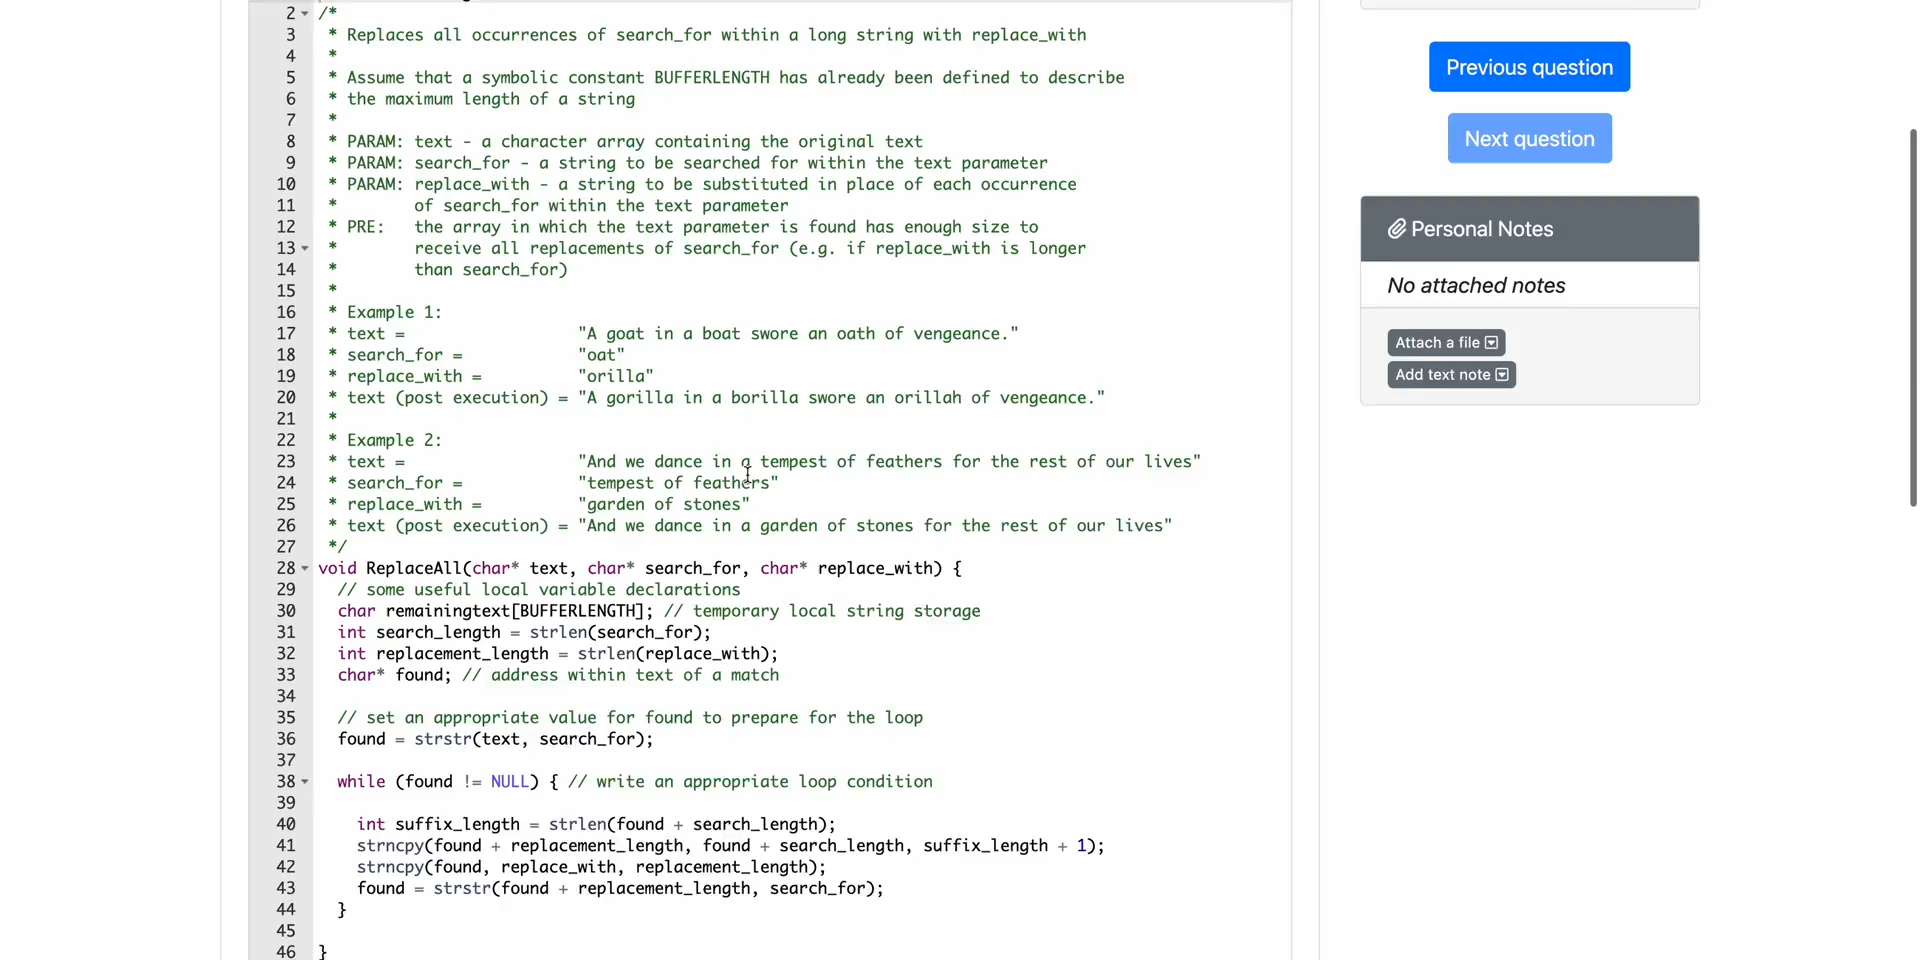 2 /*
3 * Replaces all occurrences of search_for within a long string with replace_with
4 *
5 * Assume that a symbolic constant BUFFERLENGTH has already been defined to describe
6 * the maximum length of a string
7 *
8 * PARAM: text - a character array containing the original text
9 * PARAM: search_for - a string to be searched for within the text parameter
10 * PARAM: replace_with - a string to be substituted in place of each occurrence
11 *        of search_for within the text parameter
12 * PRE:   the array in which the text parameter is found has enough size to
13 *        receive all replacements of search_for (e.g. if replace_with is longer
14 *        than search_for)
15 *
16 * Example 1:
17 * text =                  "A goat in a boat swore an oath of vengeance."
18 * search_for =            "oat"
19 * replace_with =          "orilla"
20 * text (post execution) = "A gorilla in a borilla swore an orillah of vengeance."
21 *
22 * Example 2:
23 * text =                  "And we dance in a tempest of feathers for the rest of our lives"
24 * search_for =            "tempest of feathers"
25 * replace_with =          "garden of stones"
26 * text (post execution) = "And we dance in a garden of stones for the rest of our lives"
27 */
28 void ReplaceAll(char* text, char* search_for, char* replace_with) {
29   // some useful local variable declarations
30   char remainingtext[BUFFERLENGTH]; // temporary local string storage
31   int search_length = strlen(search_for);
32   int replacement_length = strlen(replace_with);
33   char* found; // address within text of a match
34
35   // set an appropriate value for found to prepare for the loop
36   found = strstr(text, search_for);
37
38   while (found != NULL) { // write an appropriate loop condition
39
40     int suffix_length = strlen(found + search_length);
41     strncpy(found + replacement_length, found + search_length, suffix_length + 1);
42     strncpy(found, replace_with, replacement_length);
43     found = strstr(found + replacement_length, search_for);
44   }
45
46 }
Previous question
Next question
Personal Notes
No attached notes
Attach a file
Add text note